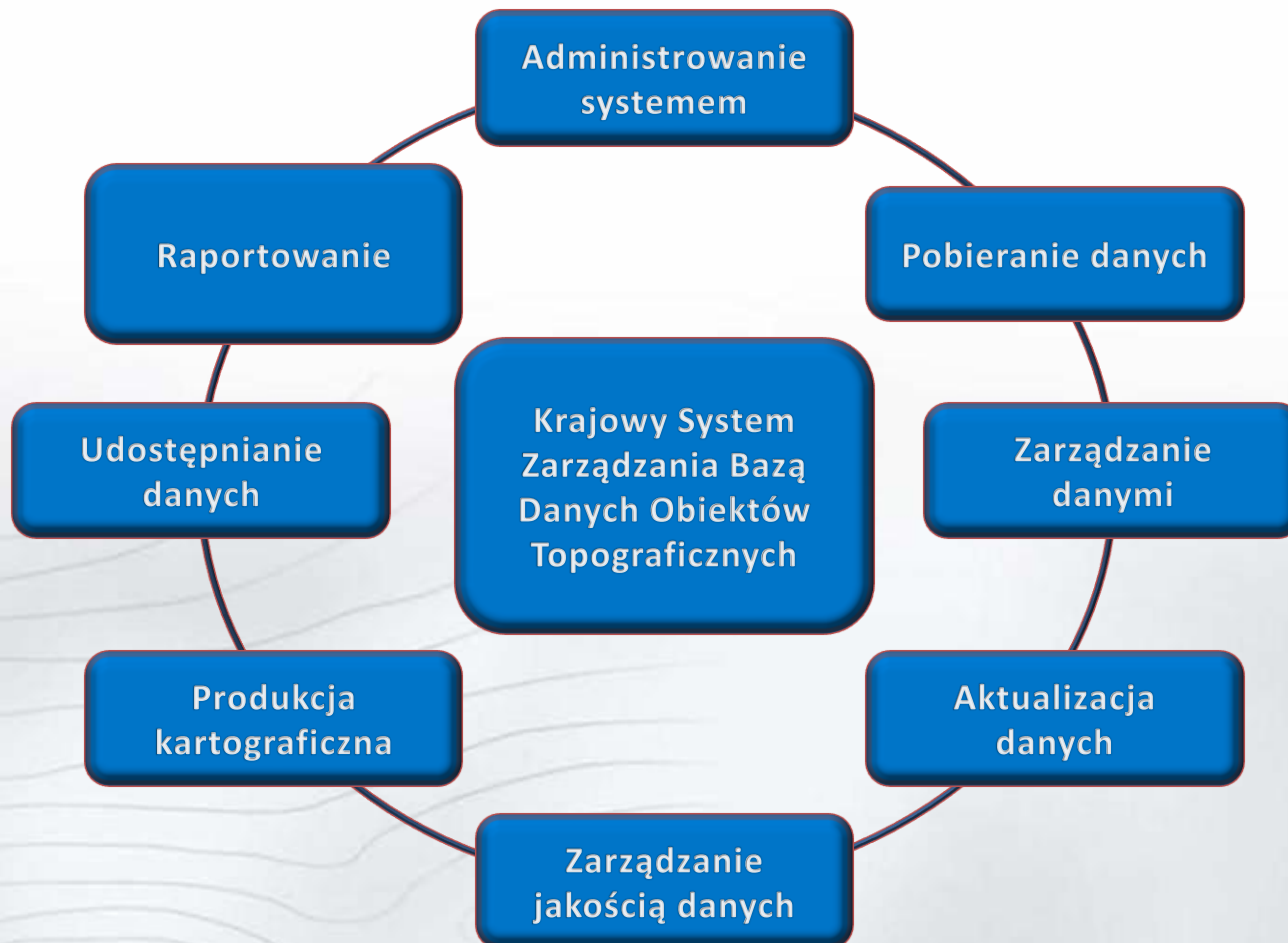 Administrowanie
systemem
Raportowanie
Pobieranie danych
Krajowy System
Zarządzania Bazą
Danych Obiektów
Topograficznych
Udostępnianie
danych
Zarządzanie
danymi
Produkcja
kartograficzna
Aktualizacja
danych
Zarządzanie
jakością danych